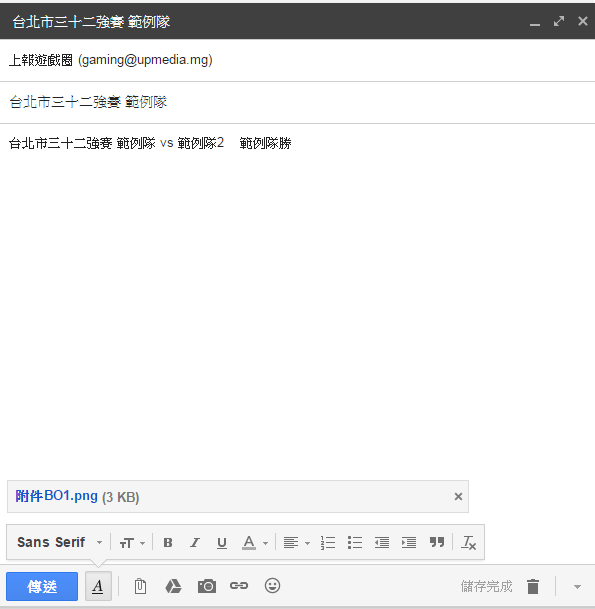 台北市三十二強賽 範例隊
上報遊戲圈 (gaming@upmedia.mg)
台北市三十二強賽 範例隊
台北市三十二強賽 範例隊 vs 範例隊2 範例隊勝
附件BO1.png (3 KB)
Sans Serif
傳送
儲存完成